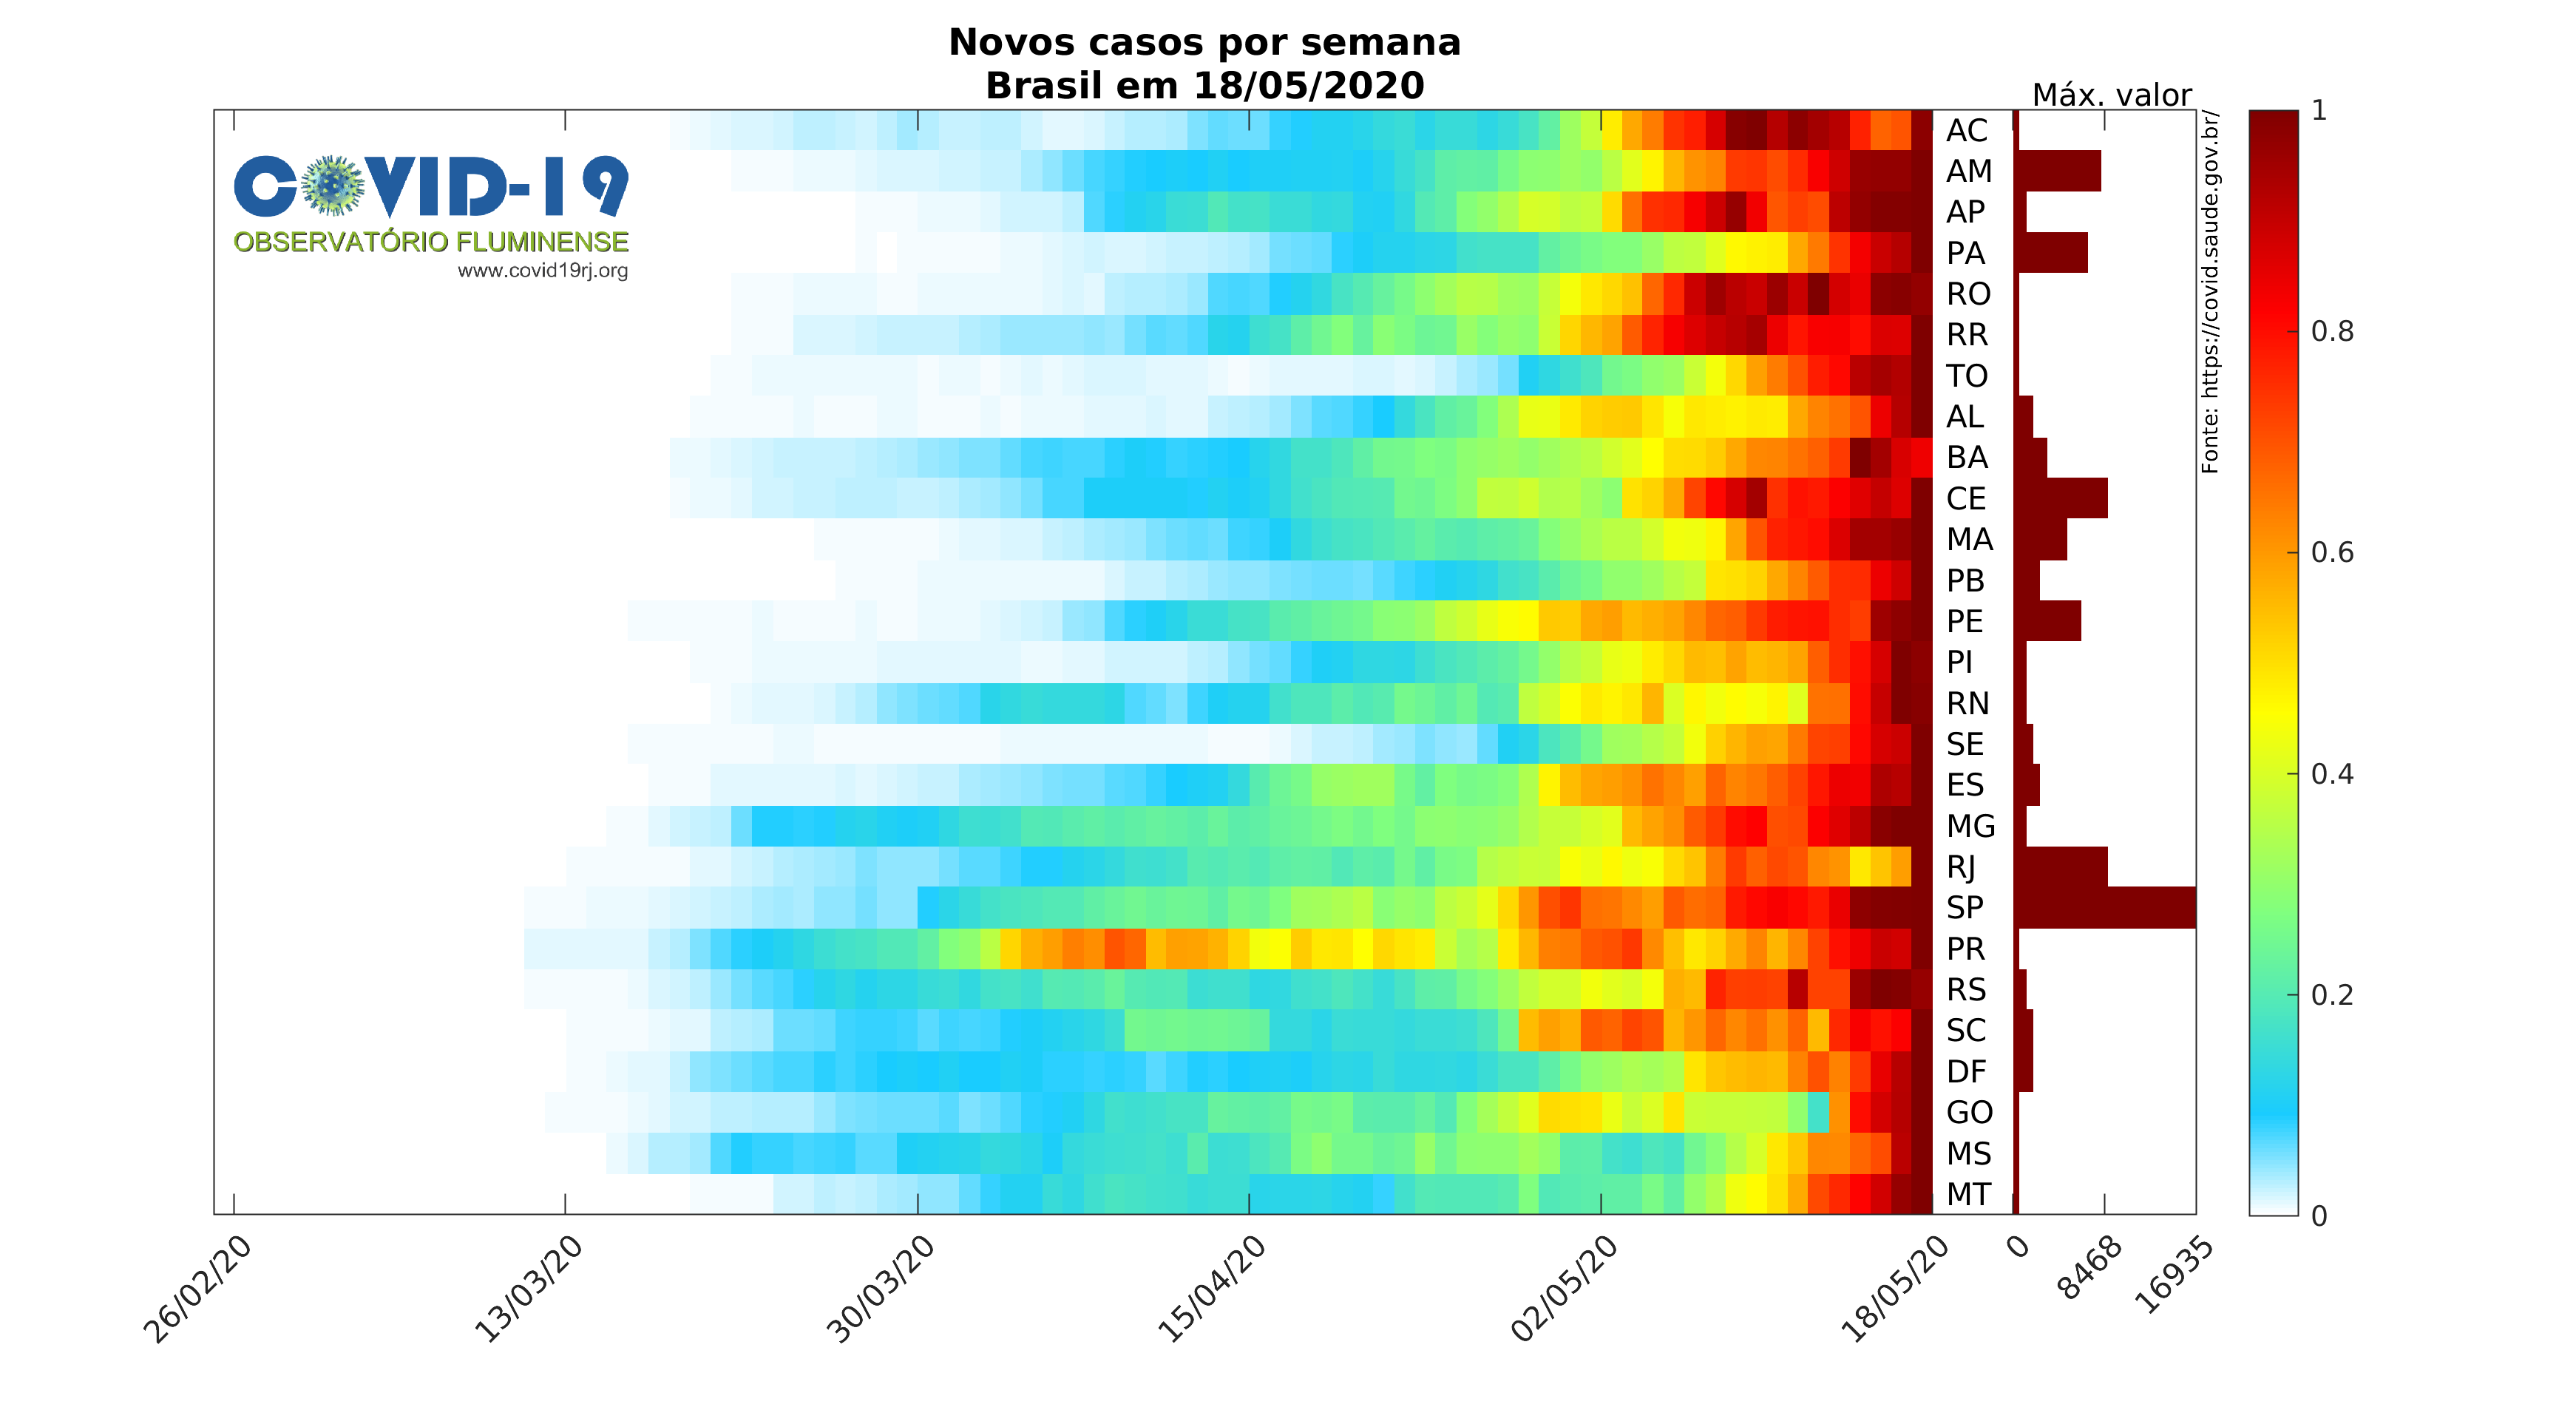 Novos casos por semana
Brasil em 18/05/2020
Máx. valor
COVID-19
OBSERVATÓRIO FLUMINENSE
www.covid19rj.org
AC
AM
AP
PA
RO
RR
TO
AL
BA
CE
MA
PB
PE
PI
RN
SE
ES
MG
RJ
SP
PR
RS
SC
DF
GO
MS
MT
Fonte: https://covid.saude.gov.br/
1
0.8
0.6
0.4
0.2
0
26/02/20
13/03/20
30/03/20
15/04/20
02/05/20
18/05/20
0
8468
16935